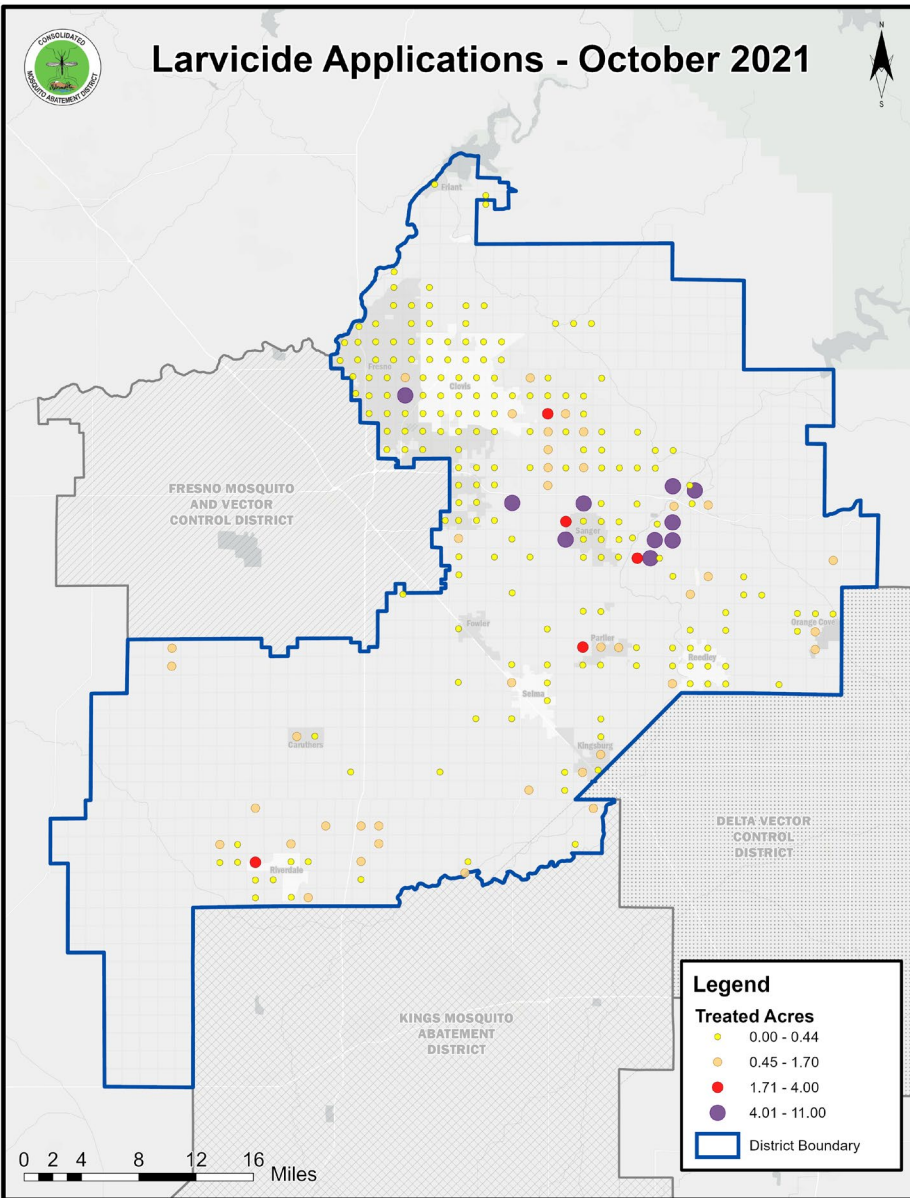 CONSOLIDATED
MOSQUITO ABATEMENT DISTRICT
Larvicide Applications - October 2021
N
S
Friant
Fresno
Clovis
FRESNO MOSQUITO
AND VECTOR
CONTROL DISTRICT
Sanger
Fowler
Parlier
Orange Cove
Reedley
Selma
Caruthers
Kingsburg
DELTA VECTOR
CONTROL
DISTRICT
Riverdale
KINGS MOSQUITO
ABATEMENT
DISTRICT
Legend
Treated Acres
0.00 - 0.44
0.45 - 1.70
1.71 - 4.00
4.01 - 11.00
District Boundary
0 2 4 8 12 16
Miles